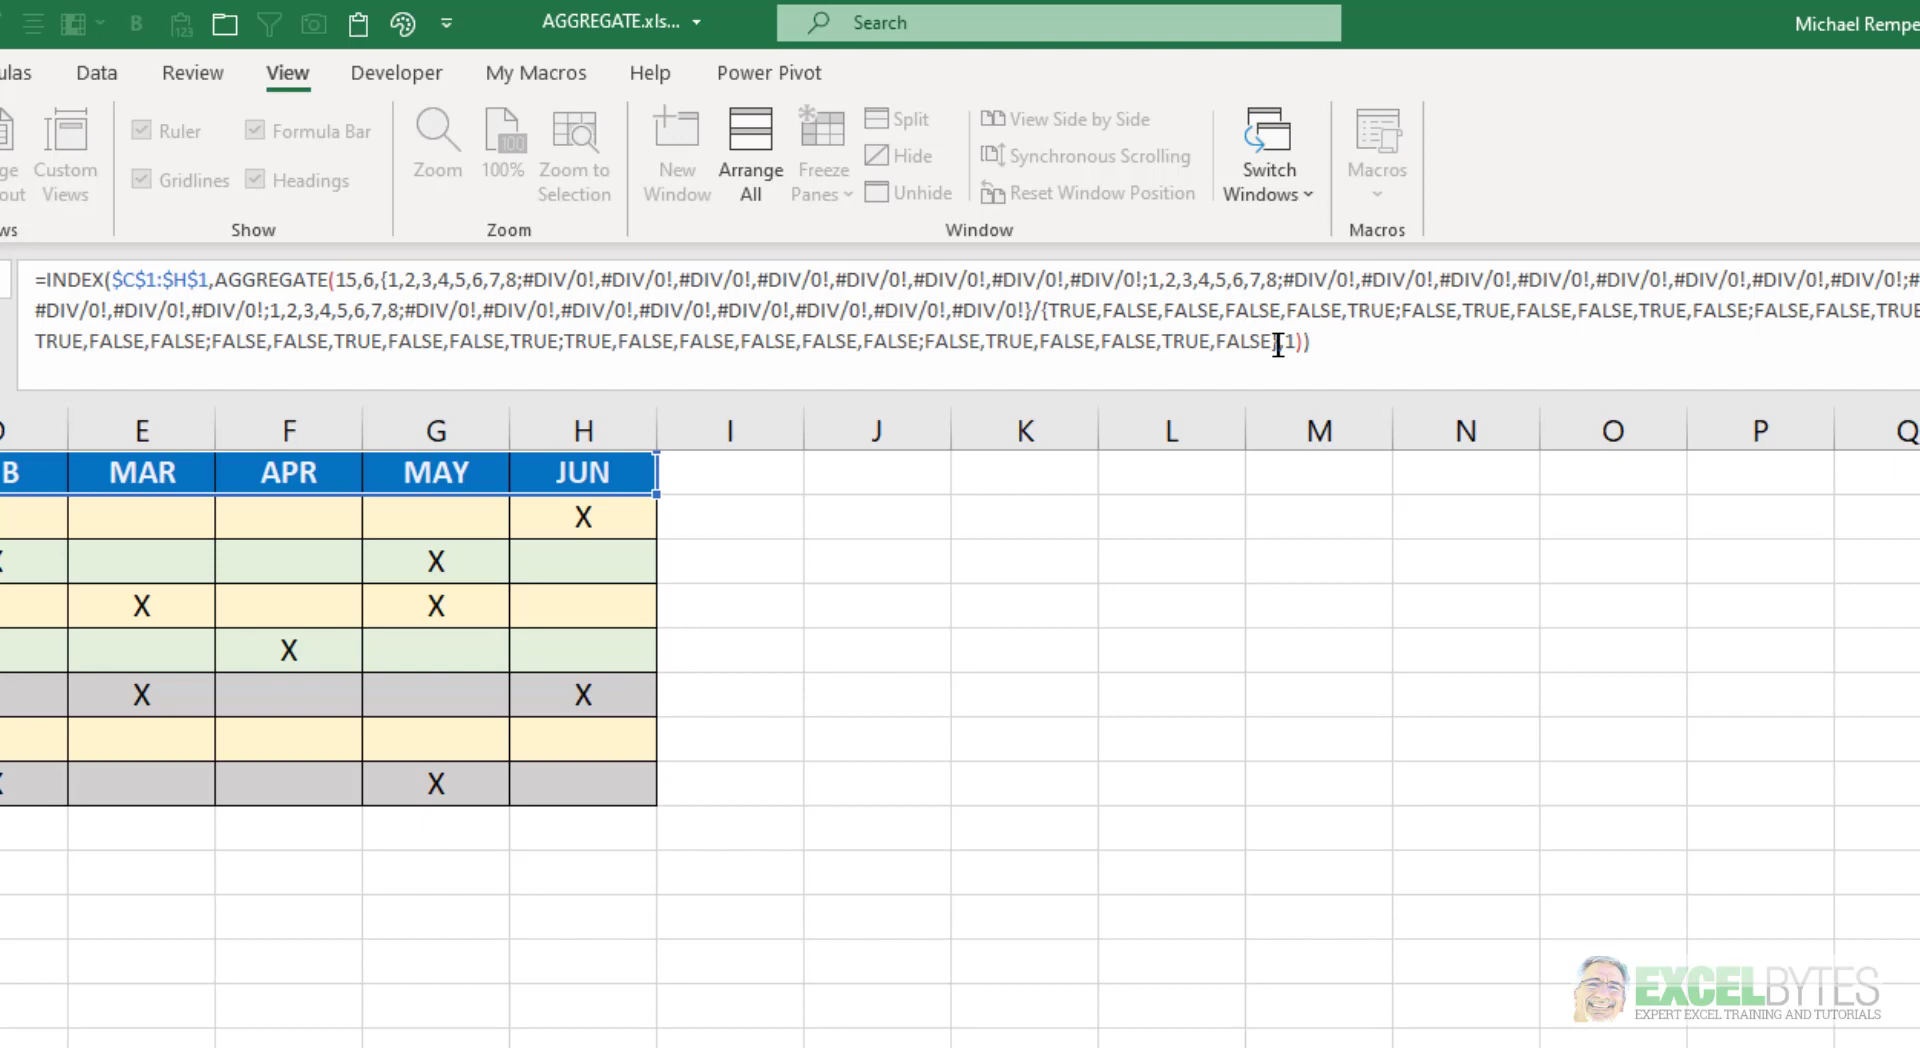 AGGREGATE.xls...
Search
Michael Rempe
ulas Data Review View Developer My Macros Help Power Pivot
Custom Views
Ruler
Formula Bar
Gridlines
Headings
Show
Zoom
100%
Zoom to Selection
Zoom
New Window
Arrange All
Freeze Panes
Split
Hide
Unhide
View Side by Side
Synchronous Scrolling
Reset Window Position
Window
Switch Windows
Macros
Macros
=INDEX($C$1:$H$1,AGGREGATE(15,6,{1,2,3,4,5,6,7,8;#DIV/0!,#DIV/0!,#DIV/0!,#DIV/0!,#DIV/0!,#DIV/0!,#DIV/0!,#DIV/0!;1,2,3,4,5,6,7,8;#DIV/0!,#DIV/0!,#DIV/0!,#DIV/0!,#DIV/0!,#DIV/0!,#DIV/0!,#DIV/0!;#
#DIV/0!,#DIV/0!,#DIV/0!;1,2,3,4,5,6,7,8;#DIV/0!,#DIV/0!,#DIV/0!,#DIV/0!,#DIV/0!,#DIV/0!,#DIV/0!,#DIV/0!}/{TRUE,FALSE,FALSE,FALSE,FALSE,TRUE;FALSE,TRUE,FALSE,FALSE,TRUE,FALSE;FALSE,FALSE,TRUE
TRUE,FALSE,FALSE;FALSE,FALSE,TRUE,FALSE,FALSE,TRUE;TRUE,FALSE,FALSE,FALSE,FALSE,FALSE;FALSE,TRUE,FALSE,FALSE,TRUE,FALSE},1))
E F G H I J K L M N O P Q
B MAR APR MAY JUN
X
X
X X
X
X X
X
EXCELBYTES
EXPERT EXCEL TRAINING AND TUTORIALS